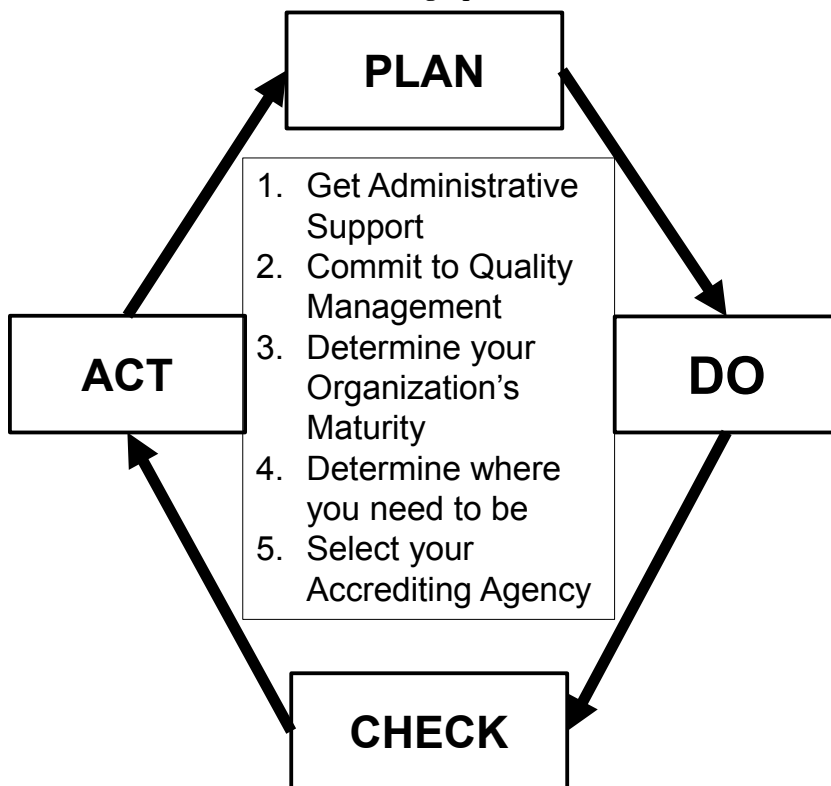 PLAN
1. Get Administrative
Support
2. Commit to Quality
Management
3. Determine your
Organization's
Maturity
4. Determine where
you need to be
5. Select your
Accrediting Agency
ACT
DO
CHECK